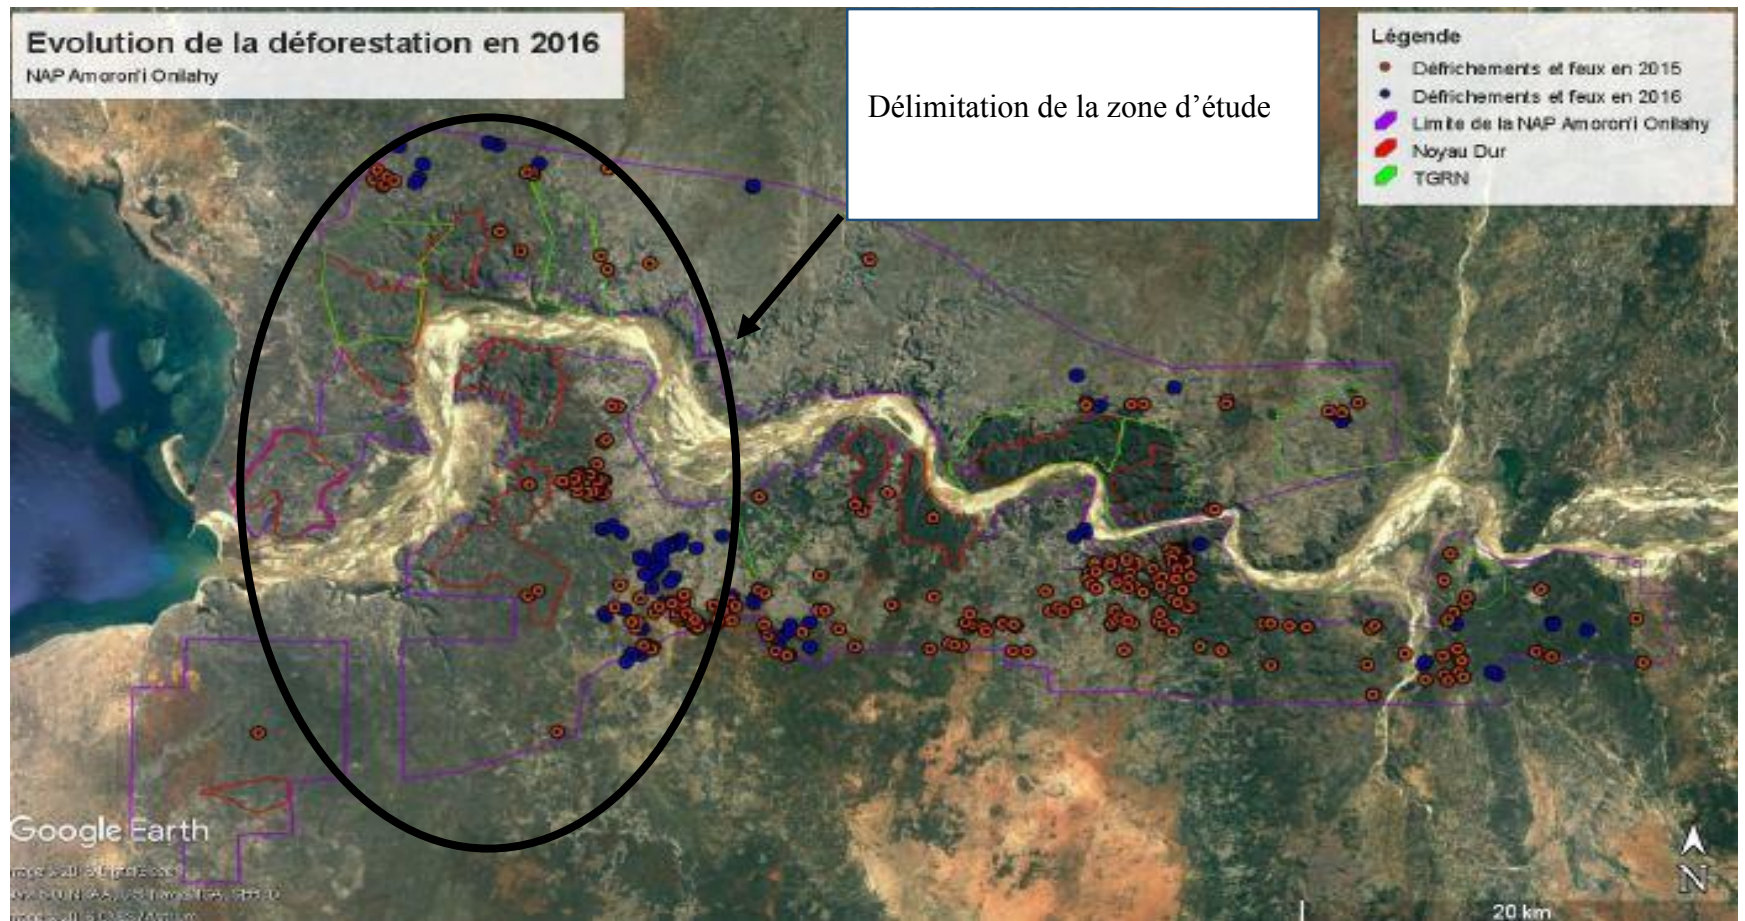 Evolution de la déforestation en 2016
NAP Amoron'i Onilahy
Délimitation de la zone d'étude
Légende
Défrichements et feux en 2015
Défrichements et feux en 2016
Limite de la NAP Amoron'i Onilahy
Noyau Dur
TGRN
Google Earth
N
20 km